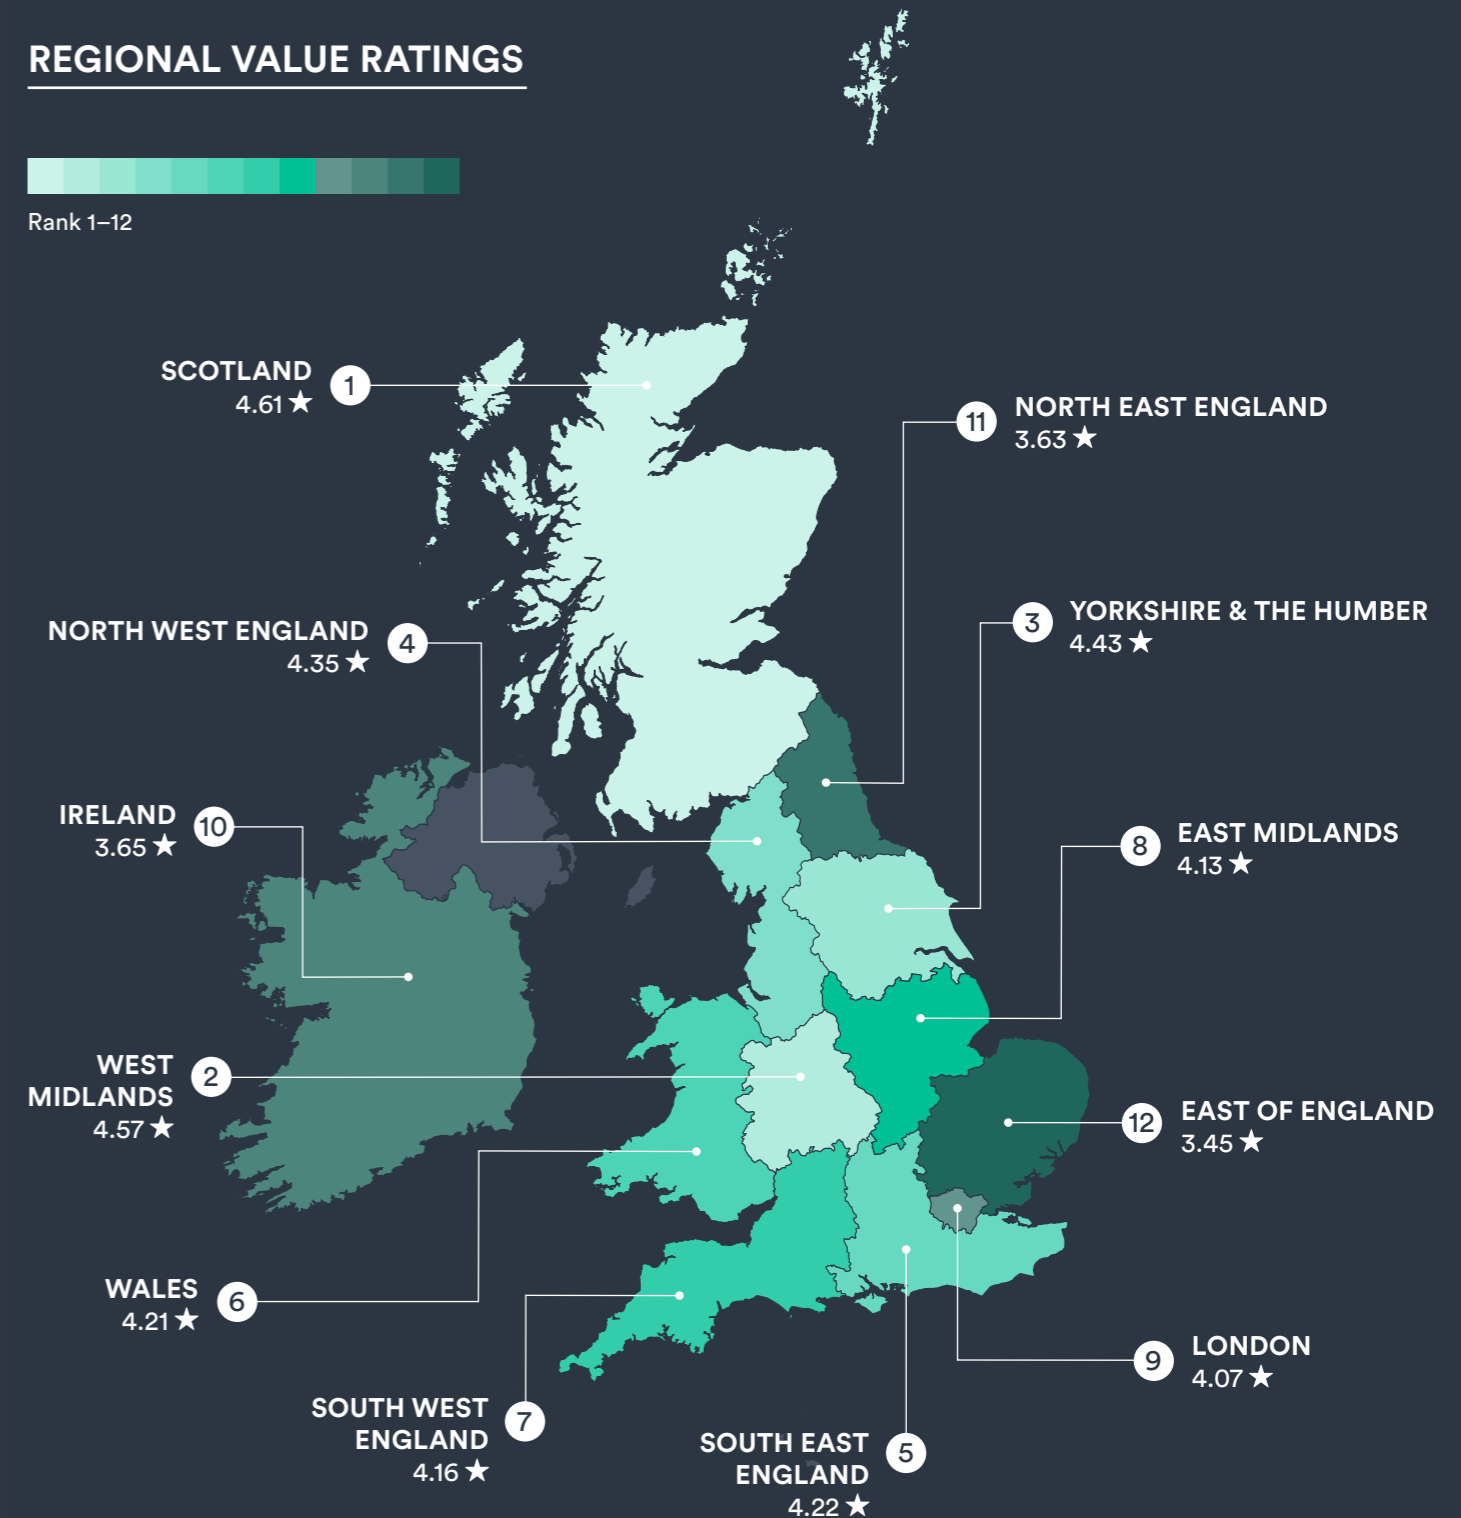 REGIONAL VALUE RATINGS
Rank 1–12
SCOTLAND
4.61 ★
1
11
NORTH EAST ENGLAND
3.63 ★
3
YORKSHIRE & THE HUMBER
4.43 ★
NORTH WEST ENGLAND
4.35 ★
4
IRELAND
3.65 ★
10
8
EAST MIDLANDS
4.13 ★
WEST
MIDLANDS
4.57 ★
2
12
EAST OF ENGLAND
3.45 ★
WALES
4.21 ★
6
9
LONDON
4.07 ★
SOUTH WEST
ENGLAND
4.16 ★
7
SOUTH EAST
ENGLAND
4.22 ★
5